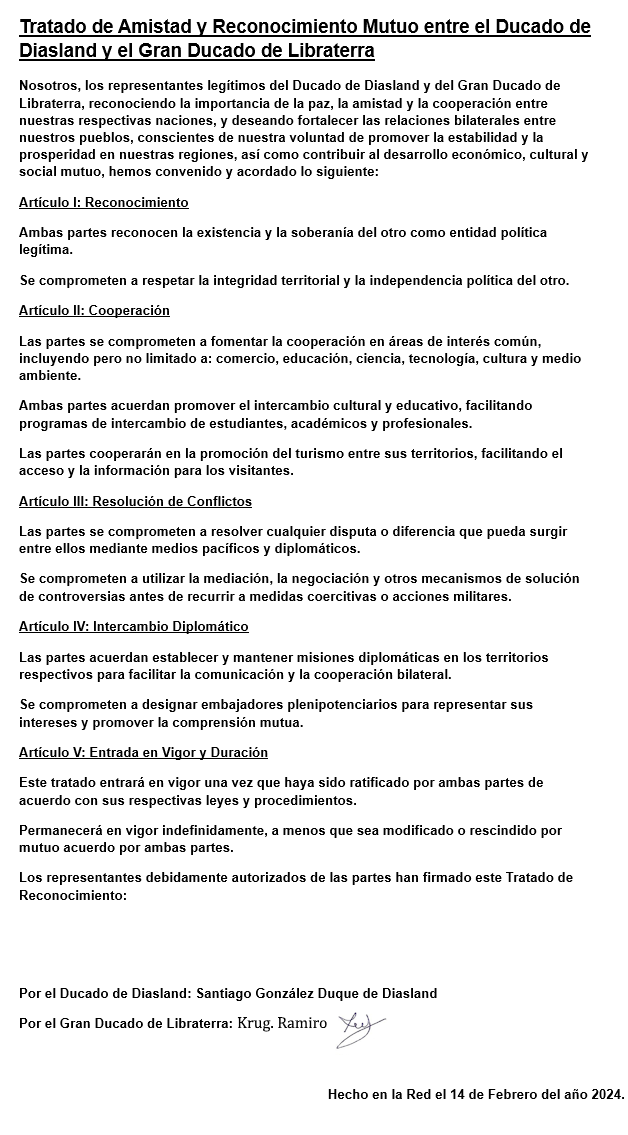 Tratado de Amistad y Reconocimiento Mutuo entre el Ducado de
Diasland y el Gran Ducado de Libraterra
Nosotros, los representantes legítimos del Ducado de Diasland y del Gran Ducado de
Libraterra, reconociendo la importancia de la paz, la amistad y la cooperación entre
nuestras respectivas naciones, y deseando fortalecer las relaciones bilaterales entre
nuestros pueblos, conscientes de nuestra voluntad de promover la estabilidad y la
prosperidad en nuestras regiones, así como contribuir al desarrollo económico, cultural y
social mutuo, hemos convenido y acordado lo siguiente:
Artículo I: Reconocimiento
Ambas partes reconocen la existencia y la soberanía del otro como entidad política
legítima.
Se comprometen a respetar la integridad territorial y la independencia política del otro.
Artículo II: Cooperación
Las partes se comprometen a fomentar la cooperación en áreas de interés común,
incluyendo pero no limitado a: comercio, educación, ciencia, tecnología, cultura y medio
ambiente.
Ambas partes acuerdan promover el intercambio cultural y educativo, facilitando
programas de intercambio de estudiantes, académicos y profesionales.
Las partes cooperarán en la promoción del turismo entre sus territorios, facilitando el
acceso y la información para los visitantes.
Artículo III: Resolución de Conflictos
Las partes se comprometen a resolver cualquier disputa o diferencia que pueda surgir
entre ellos mediante medios pacíficos y diplomáticos.
Se comprometen a utilizar la mediación, la negociación y otros mecanismos de solución
de controversias antes de recurrir a medidas coercitivas o acciones militares.
Artículo IV: Intercambio Diplomático
Las partes acuerdan establecer y mantener misiones diplomáticas en los territorios
respectivos para facilitar la comunicación y la cooperación bilateral.
Se comprometen a designar embajadores plenipotenciarios para representar sus
intereses y promover la comprensión mutua.
Artículo V: Entrada en Vigor y Duración
Este tratado entrará en vigor una vez que haya sido ratificado por ambas partes de
acuerdo con sus respectivas leyes y procedimientos.
Permanecerá en vigor indefinidamente, a menos que sea modificado o rescindido por
mutuo acuerdo por ambas partes.
Los representantes debidamente autorizados de las partes han firmado este Tratado de
Reconocimiento:
Por el Ducado de Diasland: Santiago González Duque de Diasland
Por el Gran Ducado de Libraterra: Krug. Ramiro
Hecho en la Red el 14 de Febrero del año 2024.